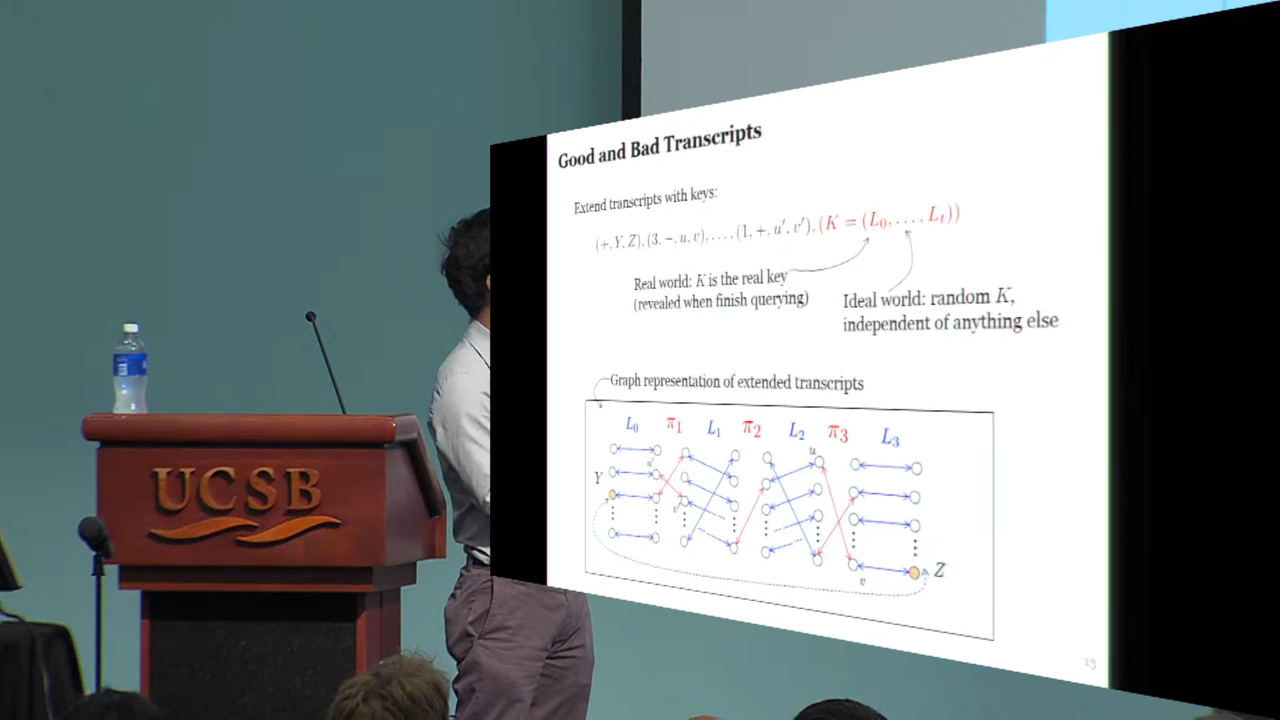 Good and Bad Transcripts
Extend transcripts with keys:
(+, Y, Z), (3, −, u, v), . . . , (1, +, u′, v′), (K = (L₀, . . . , Lₜ))
Real world: K is the real key
(revealed when finish querying)
Ideal world: random K,
independent of anything else
Graph representation of extended transcripts
L₀ π₁ L₁ π₂ L₂ π₃ L₃
u
u′
Y
v′
Z
v
13
UCSB